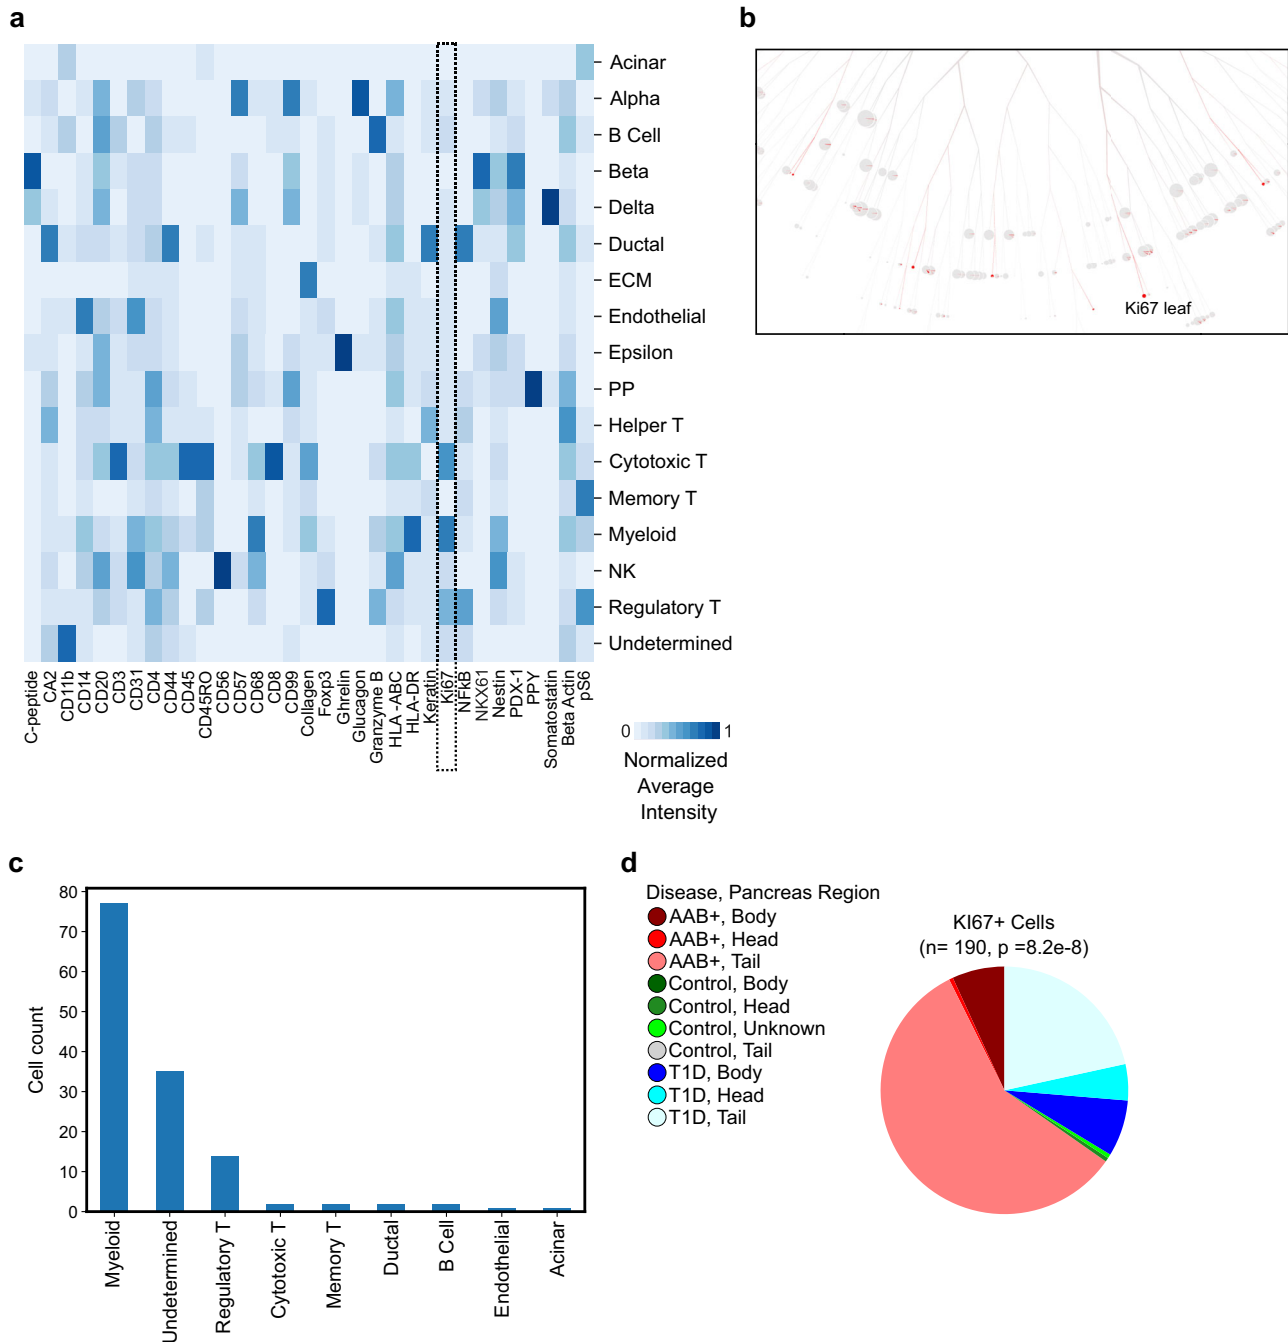 a
Acinar
Alpha
B Cell
Beta
Delta
Ductal
ECM
Endothelial
Epsilon
PP
Helper T
Cytotoxic T
Memory T
Myeloid
NK
Regulatory T
Undetermined
C-peptide
CA2
CD11b
CD14
CD20
CD3
CD31
CD4
CD44
CD45
CD45RO
CD56
CD57
CD68
CD8
CD99
Collagen
Foxp3
Ghrelin
Glucagon
Granzyme B
HLA -ABC
HLA-DR
Keratin
Ki67
NFkB
NKX61
Nestin
PDX-1
PPY
Somatostatin
Beta Actin
pS6
0 1
Normalized
Average
Intensity
b
Ki67 leaf
c
Cell count
80
70
60
50
40
30
20
10
0
Myeloid
Undetermined
Regulatory T
Cytotoxic T
Memory T
Ductal
B Cell
Endothelial
Acinar
d
Disease, Pancreas Region
AAB+, Body
AAB+, Head
AAB+, Tail
Control, Body
Control, Head
Control, Unknown
Control, Tail
T1D, Body
T1D, Head
T1D, Tail
KI67+ Cells
(n= 190, p =8.2e-8)